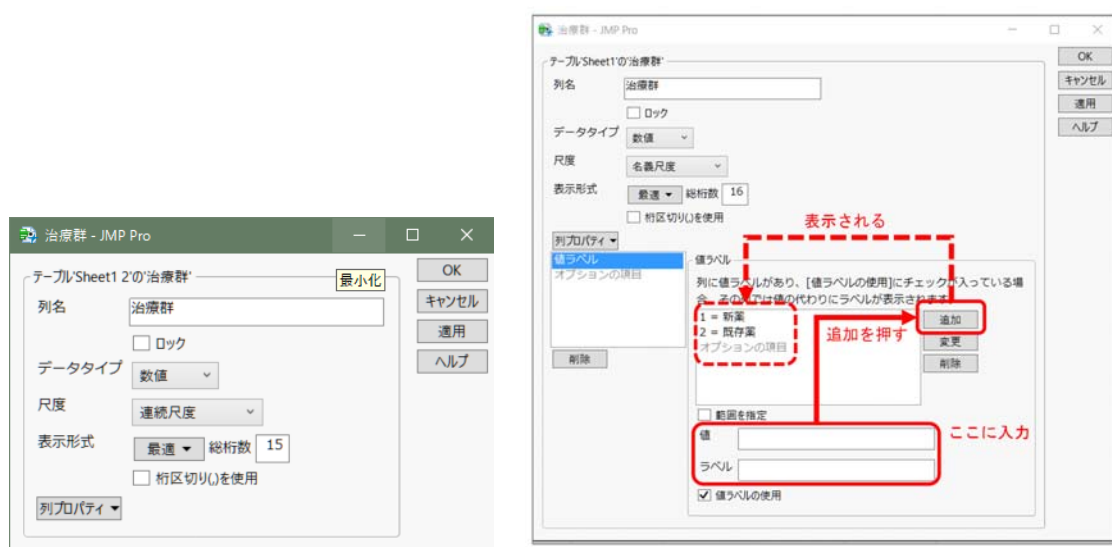 治療群 - JMP Pro
テーブル'Sheet1 2'の'治療群'
最小化
OK
列名
治療群
キャンセル
ロック
適用
データタイプ
数値
ヘルプ
尺度
連続尺度
表示形式
最適
総桁数
15
桁区切り(,)を使用
列プロパティ
治療群 - JMP Pro
テーブル'Sheet1'の'治療群'
OK
列名
治療群
キャンセル
ロック
適用
データタイプ
数値
ヘルプ
尺度
名義尺度
表示形式
最適
総桁数
16
桁区切り(,)を使用
表示される
列プロパティ
値ラベル
オプションの項目
削除
値ラベル
列に値ラベルがあり、[値ラベルの使用]にチェックが入っている場
合、その列では値の代わりにラベルが表示されます。
1 = 新薬
2 = 既存薬
オプションの項目
追加を押す
追加
変更
削除
範囲を指定
値
ここに入力
ラベル
値ラベルの使用